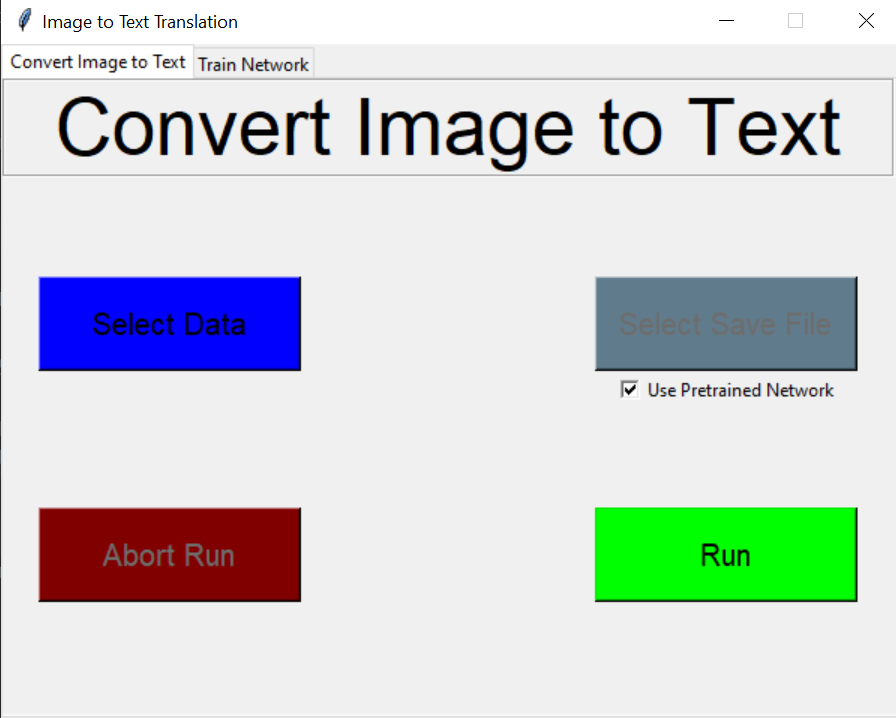 Image to Text Translation
Convert Image to Text Train Network
Convert Image to Text
Select Data Select Save File
Use Pretrained Network
Abort Run Run